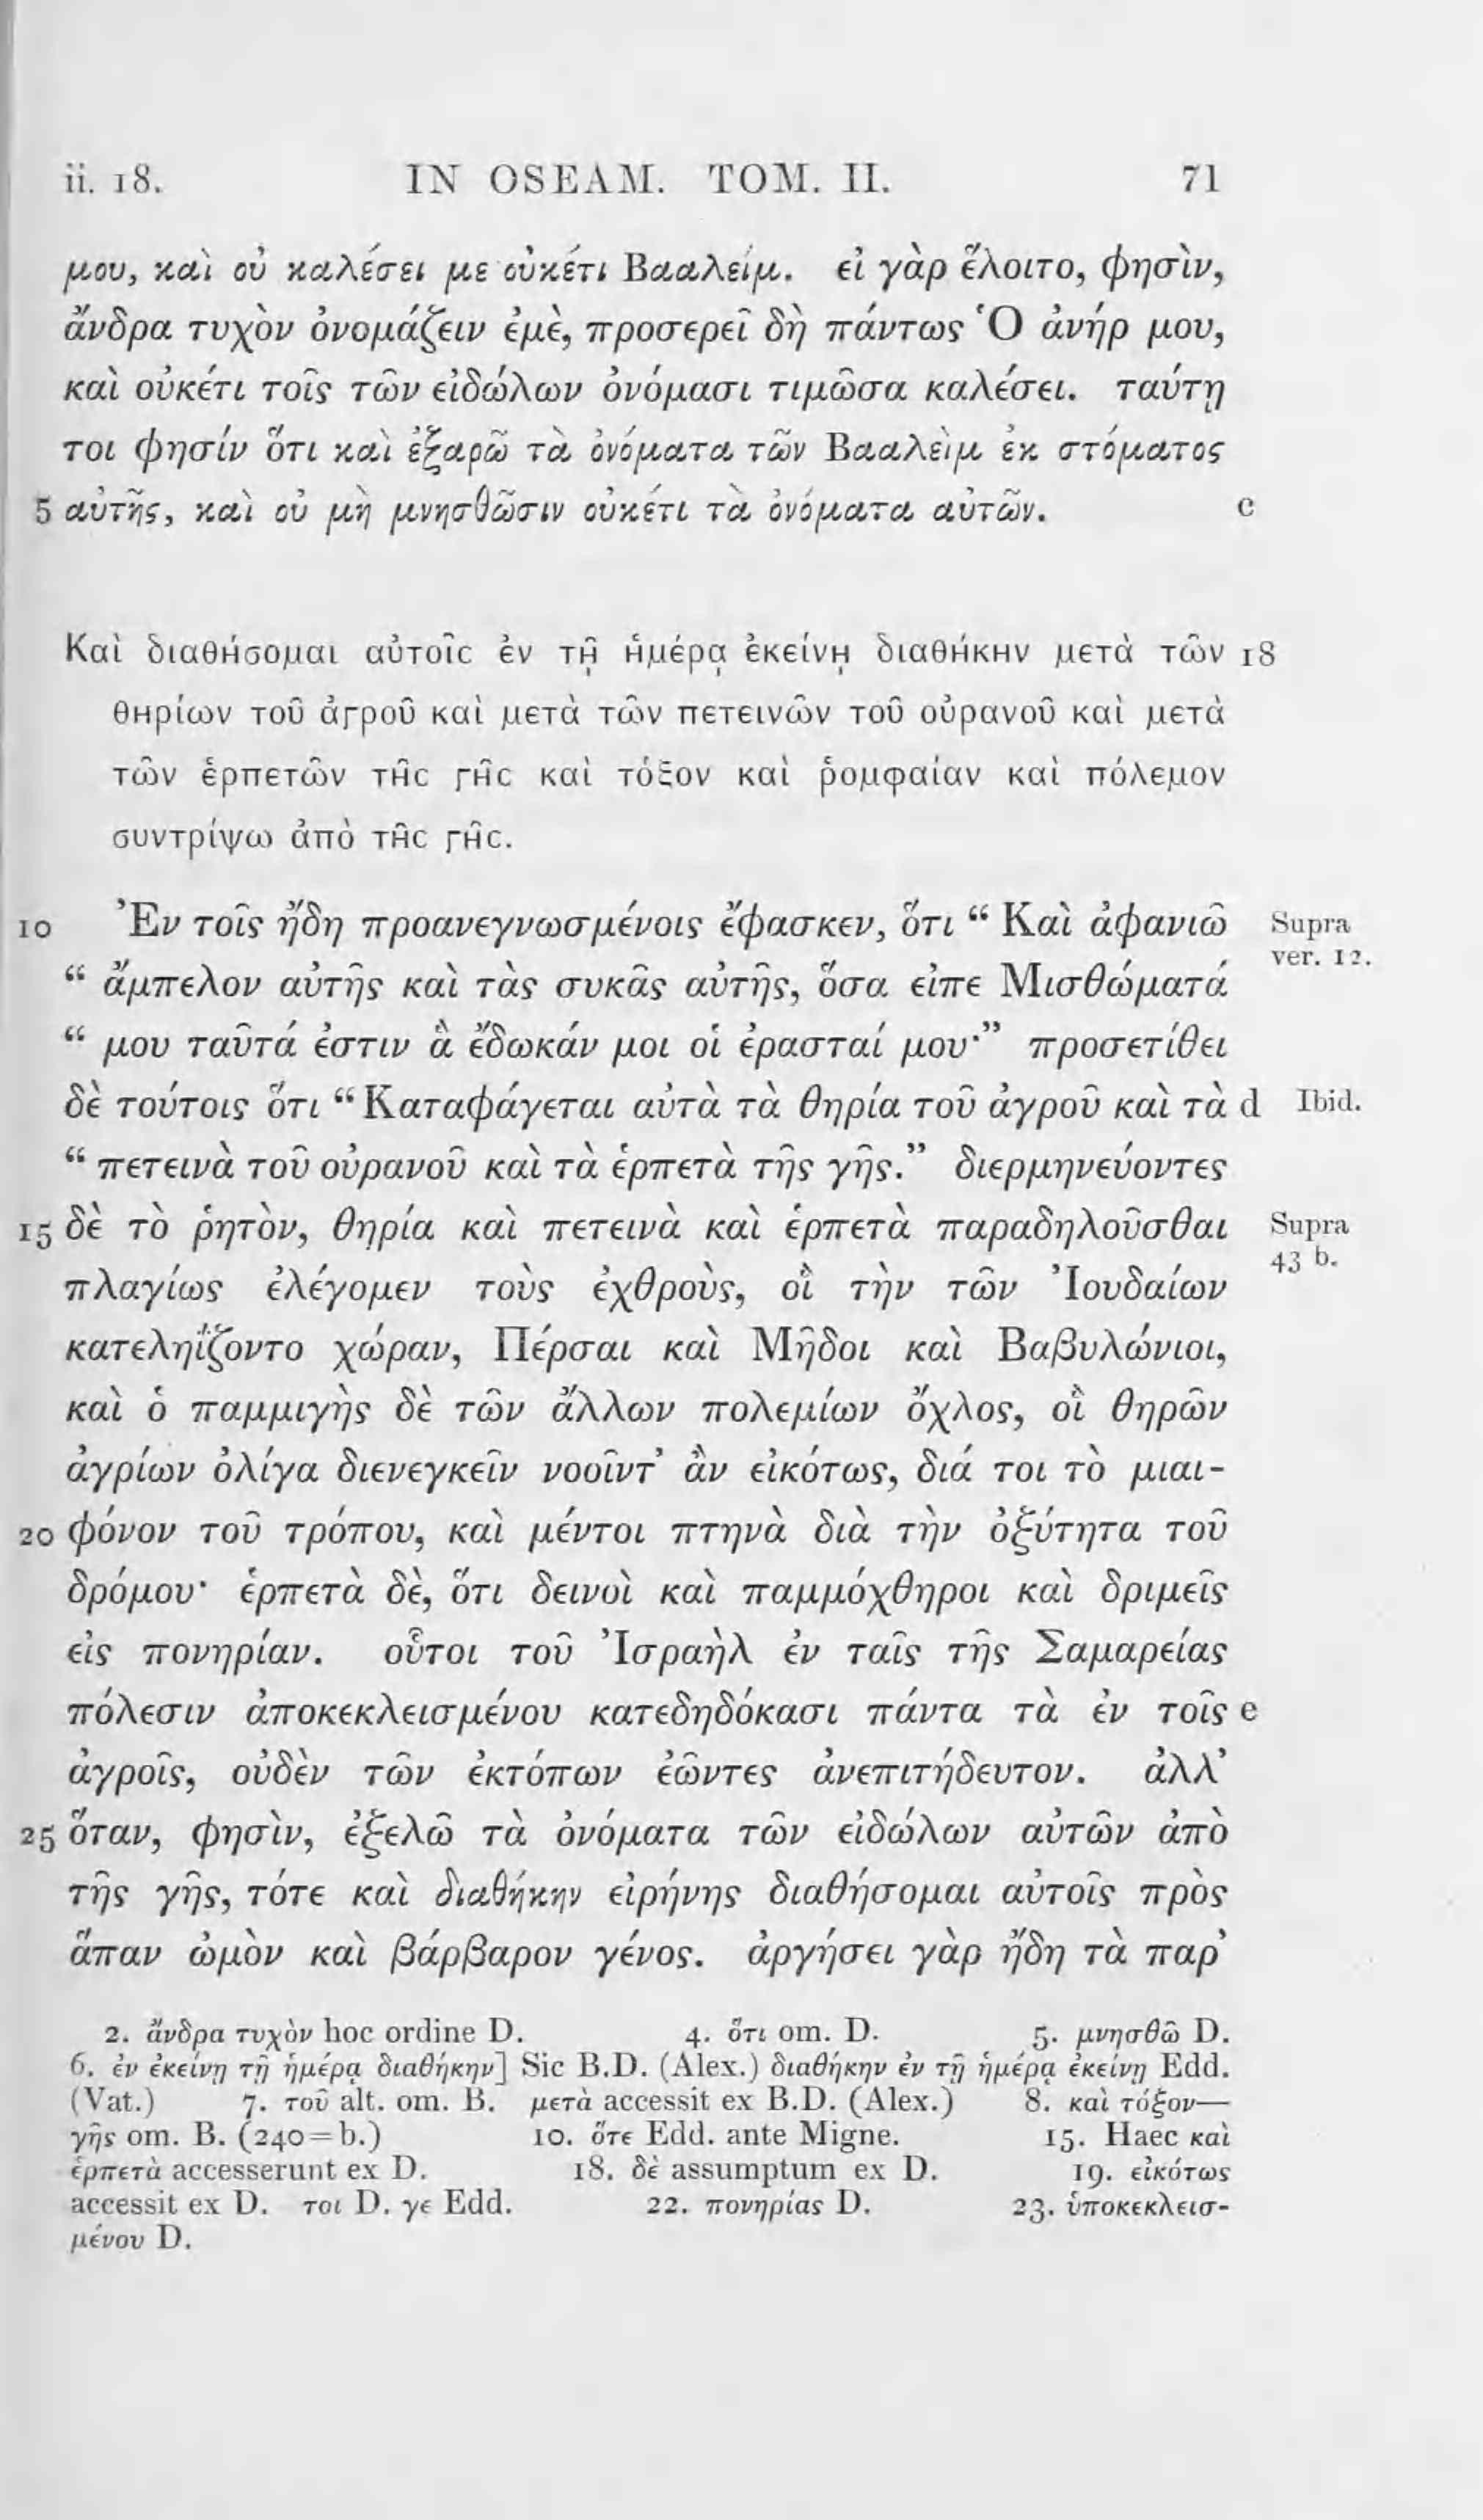 ii. 18. IN OSEAM. TOM. II. 71
μου, καὶ οὐ καλέσει με οὐκέτι Βααλείμ. εἰ γὰρ ἕλοιτο, φησὶν,
ἄνδρα τυχὸν ὀνομάζειν ἐμὲ, προσερεῖ δὴ πάντως Ὁ ἀνήρ μου,
καὶ οὐκέτι τοῖς τῶν εἰδώλων ὀνόμασι τιμῶσα καλέσει. ταύτῃ
τοι φησίν ὅτι καὶ ἐξαρῶ τὰ ὀνόματα τῶν Βααλεὶμ ἐκ στόματος
5 αὐτῆς, καὶ οὐ μὴ μνησθῶσιν οὐκέτι τὰ ὀνόματα αὐτῶν. c
Καὶ διαθήσομαι αὐτοῖς ἐν τῇ ἡμέρᾳ ἐκείνῃ διαθήκην μετὰ τῶν 18
θηρίων τοῦ ἀγροῦ καὶ μετὰ τῶν πετεινῶν τοῦ οὐρανοῦ καὶ μετὰ
τῶν ἑρπετῶν τῆς γῆς καὶ τόξον καὶ ῥομφαίαν καὶ πόλεμον
συντρίψω ἀπὸ τῆς γῆς.
10 Ἐν τοῖς ἤδη προανεγνωσμένοις ἔφασκεν, ὅτι “ Καὶ ἀφανιῶ Supra
ver. 12.
“ ἄμπελον αὐτῆς καὶ τὰς συκᾶς αὐτῆς, ὅσα εἶπε Μισθώματά
“ μου ταῦτά ἐστιν ἃ ἔδωκάν μοι οἱ ἐρασταί μου·” προσετίθει
δὲ τούτοις ὅτι “ Καταφάγεται αὐτὰ τὰ θηρία τοῦ ἀγροῦ καὶ τὰ d Ibid.
“ πετεινὰ τοῦ οὐρανοῦ καὶ τὰ ἑρπετὰ τῆς γῆς.” διερμηνεύοντες
15 δὲ τὸ ῥητὸν, θηρία καὶ πετεινὰ καὶ ἑρπετὰ παραδηλοῦσθαι Supra
43 b.
πλαγίως ἐλέγομεν τοὺς ἐχθροὺς, οἳ τὴν τῶν Ἰουδαίων
κατεληΐζοντο χώραν, Πέρσαι καὶ Μῆδοι καὶ Βαβυλώνιοι,
καὶ ὁ παμμιγὴς δὲ τῶν ἄλλων πολεμίων ὄχλος, οἳ θηρῶν
ἀγρίων ὀλίγα διενεγκεῖν νοοῖντ’ ἂν εἰκότως, διά τοι τὸ μιαι-
20 φόνον τοῦ τρόπου, καὶ μέντοι πτηνὰ διὰ τὴν ὀξύτητα τοῦ
δρόμου· ἑρπετὰ δὲ, ὅτι δεινοὶ καὶ παμμόχθηροι καὶ δριμεῖς
εἰς πονηρίαν. οὗτοι τοῦ Ἰσραὴλ ἐν ταῖς τῆς Σαμαρείας
πόλεσιν ἀποκεκλεισμένου κατεδηδόκασι πάντα τὰ ἐν τοῖς e
ἀγροῖς, οὐδὲν τῶν ἐκτόπων ἐῶντες ἀνεπιτήδευτον. ἀλλ’
25 ὅταν, φησὶν, ἐξελῶ τὰ ὀνόματα τῶν εἰδώλων αὐτῶν ἀπὸ
τῆς γῆς, τότε καὶ διαθήκην εἰρήνης διαθήσομαι αὐτοῖς πρὸς
ἅπαν ὠμὸν καὶ βάρβαρον γένος. ἀργήσει γὰρ ἤδη τὰ παρ’
2. ἄνδρα τυχὸν hoc ordine D. 4. ὅτι om. D. 5. μνησθῶ D.
6. ἐν ἐκείνῃ τῇ ἡμέρᾳ διαθήκην] Sic B.D. (Alex.) διαθήκην ἐν τῇ ἡμέρᾳ ἐκείνῃ Edd.
(Vat.) 7. τοῦ alt. om. B. μετὰ accessit ex B.D. (Alex.) 8. καὶ τόξον—
γῆς om. B. (240 = b.) 10. ὅτε Edd. ante Migne. 15. Haec καὶ
ἑρπετὰ accesserunt ex D. 18. δὲ assumptum ex D. 19. εἰκότως
accessit ex D. τοι D. γε Edd. 22. πονηρίας D. 23. ὑποκεκλεισ-
μένου D.